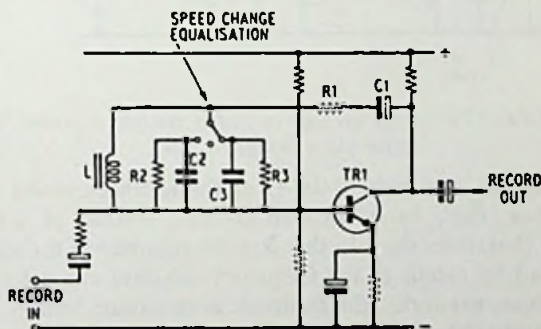 SPEED CHANGE
EQUALISATION
R1
C1
L
R2
C2
C3
R3
TR1
RECORD
OUT
RECORD
IN
+
−